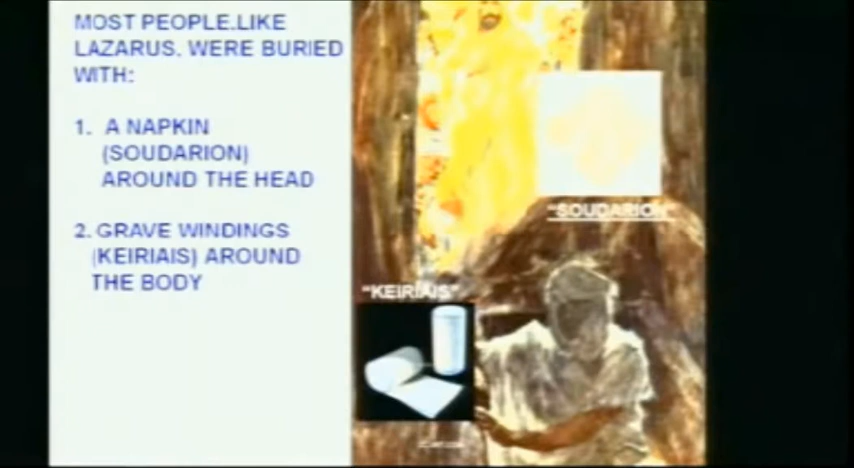 MOST PEOPLE.LIKE
LAZARUS. WERE BURIED
WITH:
1. A NAPKIN
(SOUDARION)
AROUND THE HEAD
2. GRAVE WINDINGS
(KEIRIAIS) AROUND
THE BODY
"SOUDARION"
"KEIRIAIS"